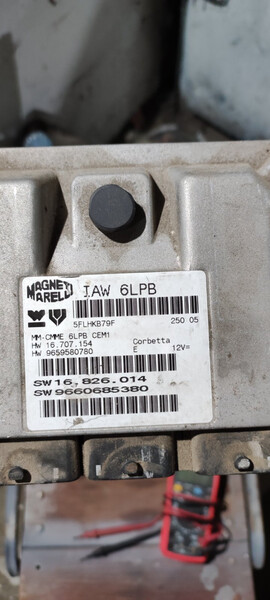 MAGNETI MARELLI
IAW 6LPB
5FLHKB79F 250 05
MM-CMME 6LPB CEM1
HW 16.707.154 Corbetta
HW 9659580780 E 12V=
SW16.826.014
SW9660685380